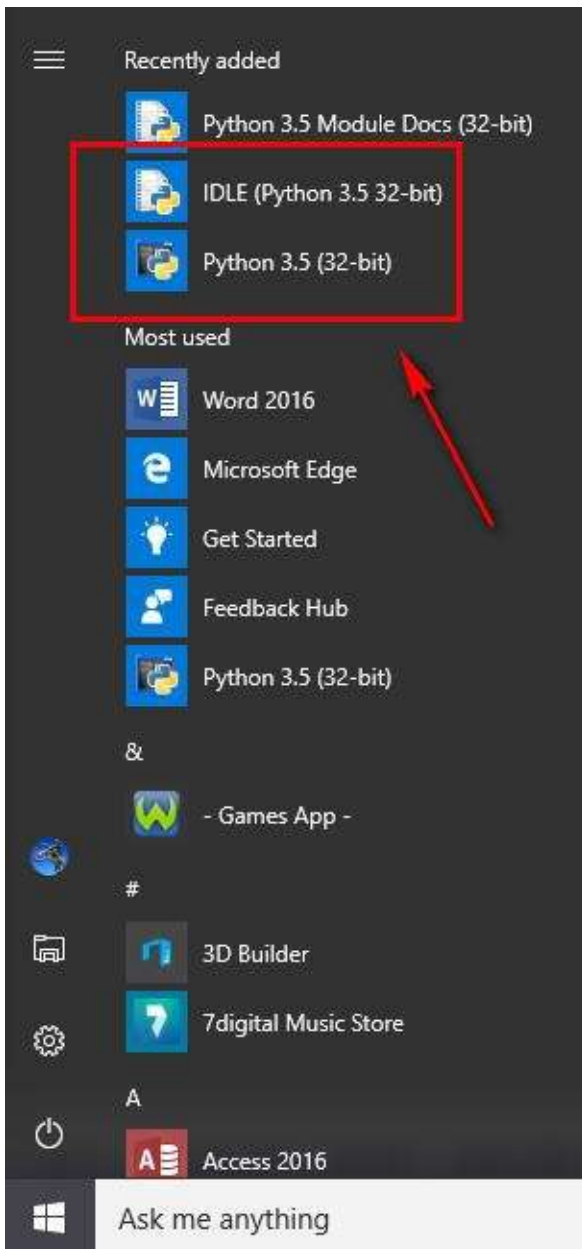 Recently added
Python 3.5 Module Docs (32-bit)
IDLE (Python 3.5 32-bit)
Python 3.5 (32-bit)
Most used
Word 2016
Microsoft Edge
Get Started
Feedback Hub
Python 3.5 (32-bit)
&
- Games App -
#
3D Builder
7digital Music Store
A
Access 2016
Ask me anything